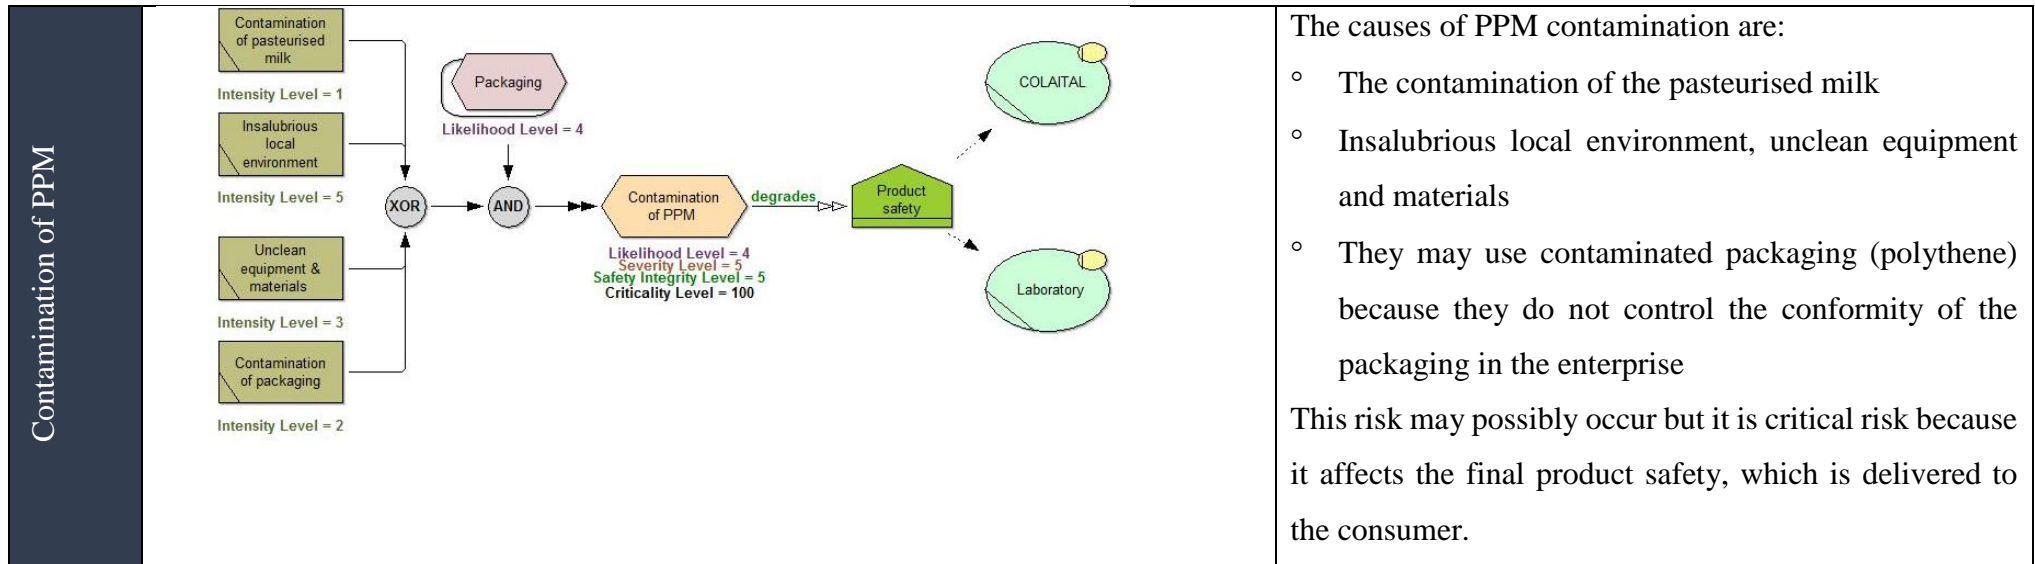 Contamination of PPM
Contamination
of pasteurised
milk
Intensity Level = 1
Insalubrious
local
environment
Intensity Level = 5
Unclean
equipment &
materials
Intensity Level = 3
Contamination
of packaging
Intensity Level = 2
XOR
Packaging
Likelihood Level = 4
AND
Contamination
of PPM
Likelihood Level = 4
Severity Level = 5
Safety Integrity Level = 5
Criticality Level = 100
degrades
Product
safety
COLAITAL
Laboratory
The causes of PPM contamination are:
° The contamination of the pasteurised milk
° Insalubrious local environment, unclean equipment
and materials
° They may use contaminated packaging (polythene)
because they do not control the conformity of the
packaging in the enterprise
This risk may possibly occur but it is critical risk because
it affects the final product safety, which is delivered to
the consumer.